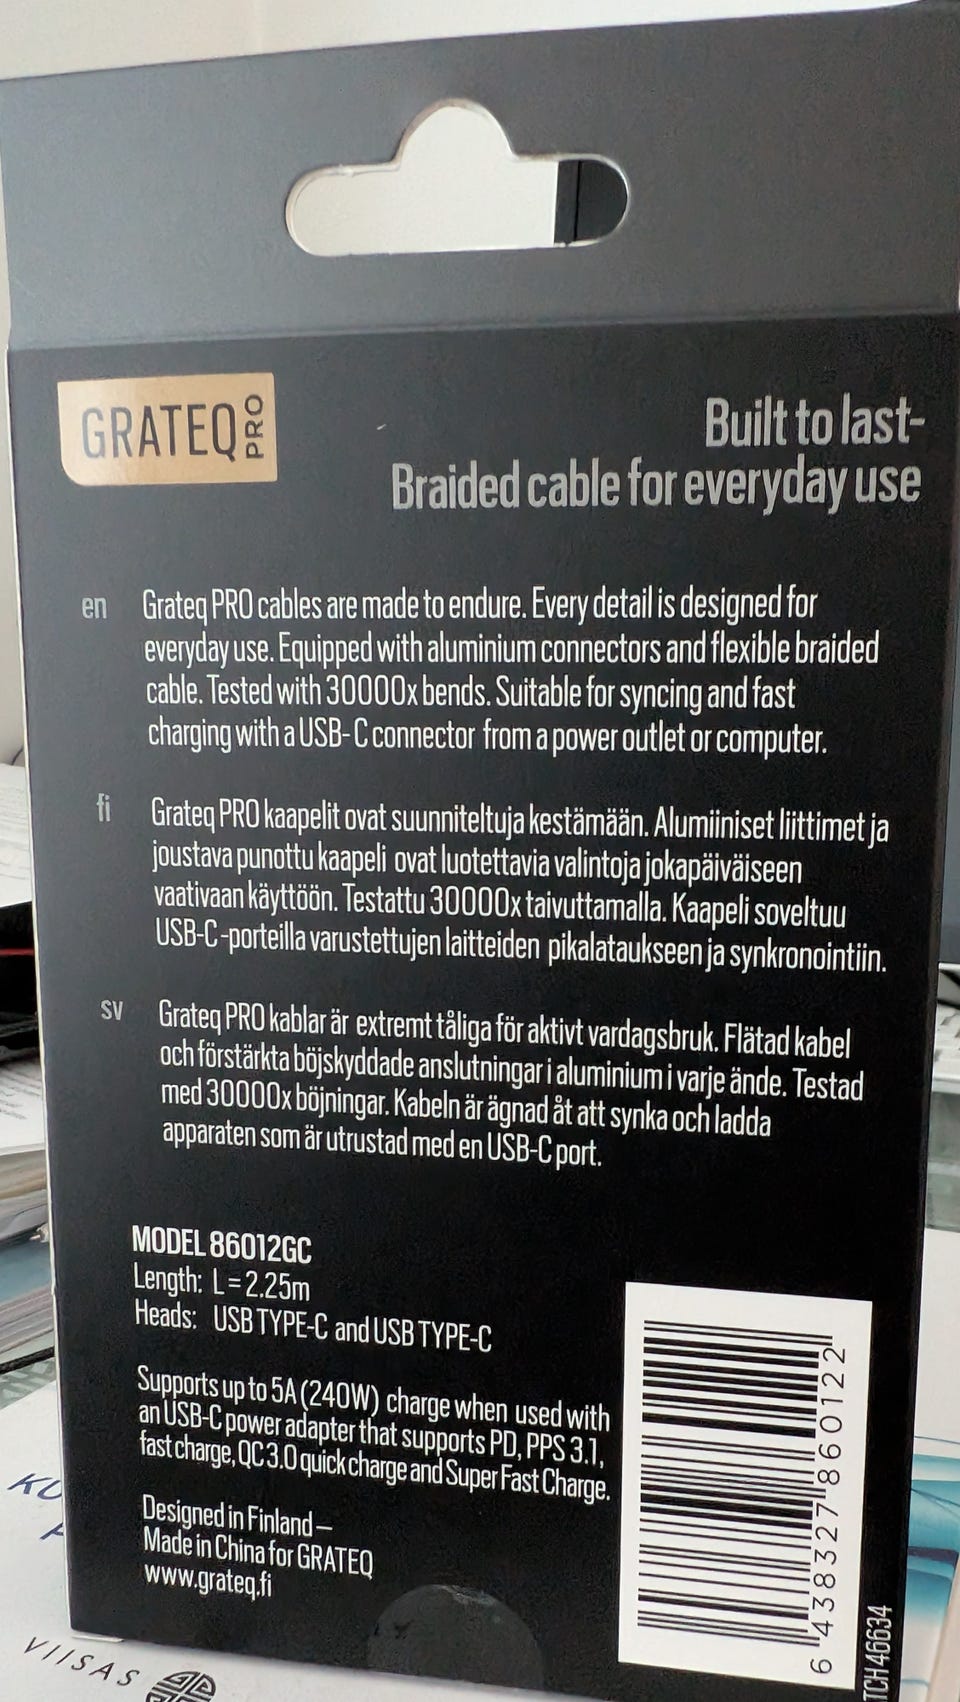 GRATEQ PRO
Built to last-
Braided cable for everyday use
en
Grateq PRO cables are made to endure. Every detail is designed for
everyday use. Equipped with aluminium connectors and flexible braided
cable. Tested with 30000x bends. Suitable for syncing and fast
charging with a USB-C connector from a power outlet or computer.
fi
Grateq PRO kaapelit ovat suunniteltuja kestämään. Alumiiniset liittimet ja
joustava punottu kaapeli ovat luotettavia valintoja jokapäiväiseen
vaativaan käyttöön. Testattu 30000x taivuttamalla. Kaapeli soveltuu
USB-C-porteilla varustettujen laitteiden pikalataukseen ja synkronointiin.
sv
Grateq PRO kablar är extremt tåliga för aktivt vardagsbruk. Flätad kabel
och förstärkta böjskyddade anslutningar i aluminium i varje ände. Testad
med 30000x böjningar. Kabeln är ägnad åt att synka och ladda
apparaten som är utrustad med en USB-C port.
MODEL 86012GC
Length: L=2.25m
Heads: USB TYPE-C and USB TYPE-C
Supports up to 5A (240W) charge when used with
an USB-C power adapter that supports PD, PPS 3.1,
fast charge, QC 3.0 quick charge and Super Fast Charge.
Designed in Finland –
Made in China for GRATEQ
www.grateq.fi
6 438327 860122
TCH46634
VIISAS